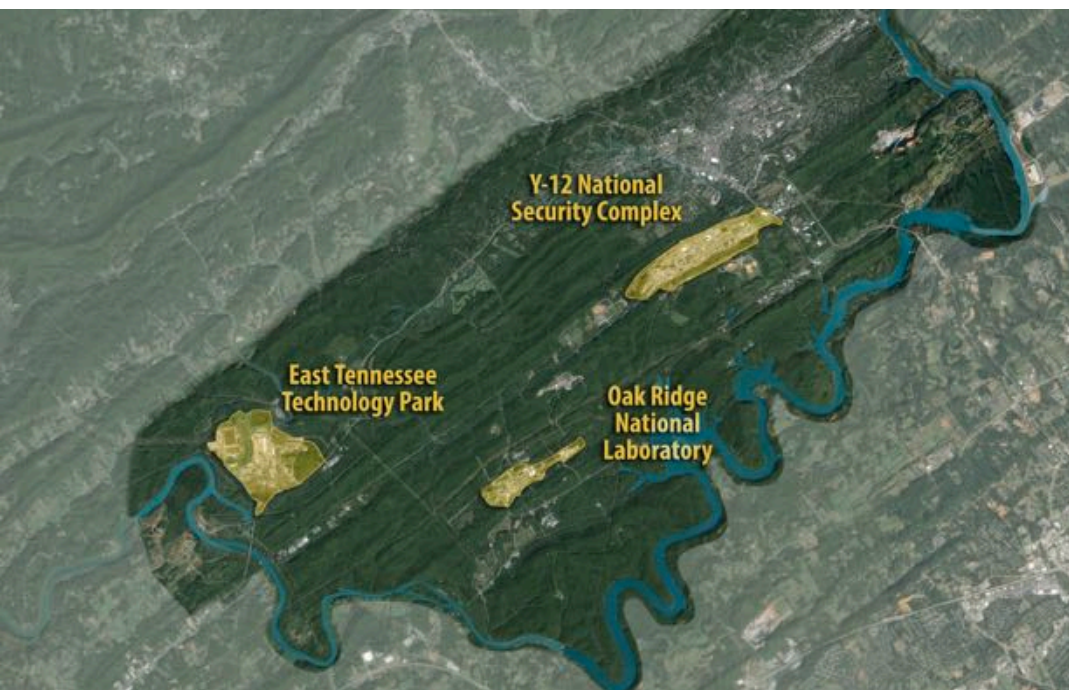 Y-12 National
Security Complex
East Tennessee
Technology Park
Oak Ridge
National
Laboratory